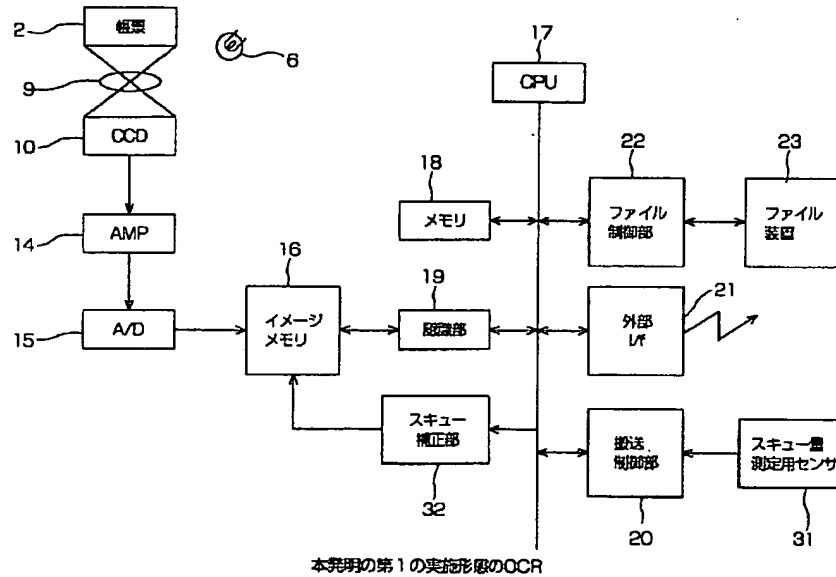 2
帳票
6
9
10
CCD
14
AMP
15
A/D
16
イメージ
メモリ
17
CPU
18
メモリ
19
認識部
スキュー
補正部
32
22
ファイル
制御部
23
ファイル
装置
21
外部
I/f
搬送
制御部
20
スキュー量
測定用センサ
31
本発明の第1の実施形態のOCR